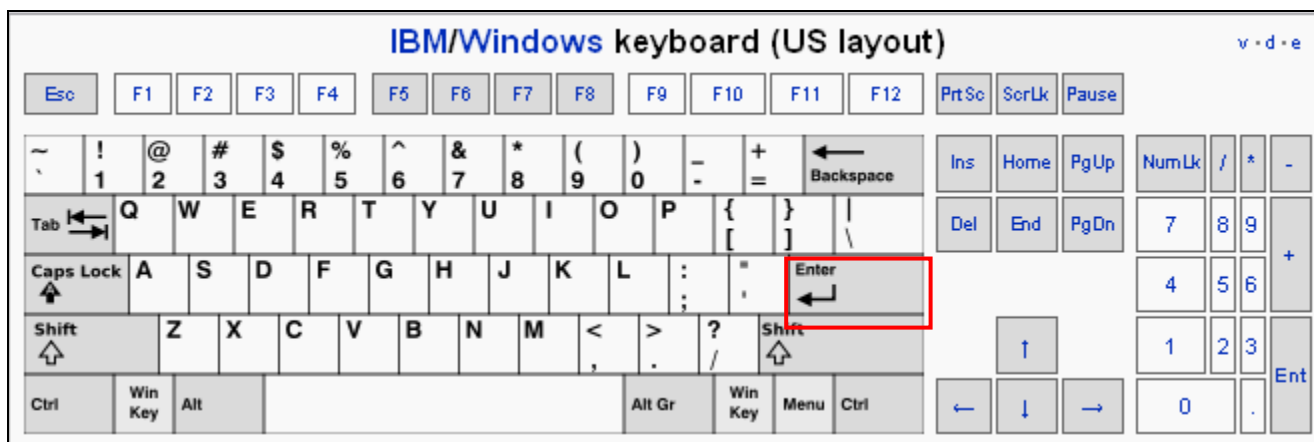 IBM/Windows keyboard (US layout)
v · d · e
Esc F1 F2 F3 F4 F5 F6 F7 F8 F9 F10 F11 F12 PrtSc ScrLk Pause
~ ! @ # $ % ^ & * ( ) _ +
` 1 2 3 4 5 6 7 8 9 0 - = Backspace
Ins Home PgUp NumLk / * -
Tab Q W E R T Y U I O P { } |
[ ] \
Del End PgDn 7 8 9 +
Caps Lock A S D F G H J K L : " Enter
; '
4 5 6
Shift Z X C V B N M < > ? Shift
, . /
↑ 1 2 3 Ent
Ctrl Win Key Alt Alt Gr Win Key Menu Ctrl
← ↓ → 0 .